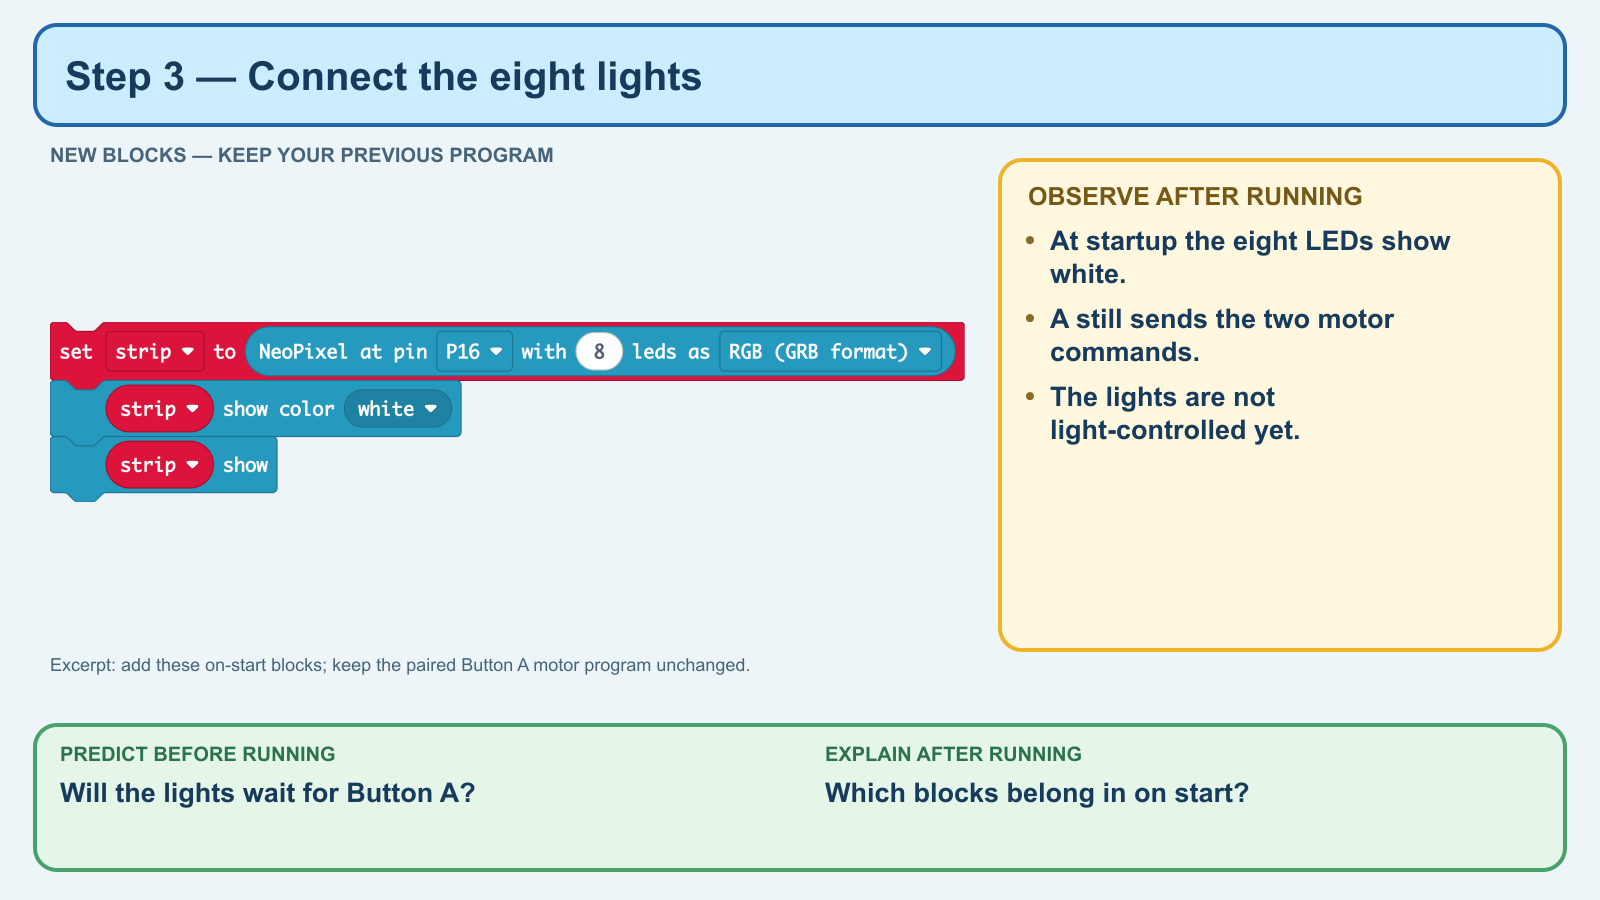 Step 3 — Connect the eight lights
NEW BLOCKS — KEEP YOUR PREVIOUS PROGRAM
set strip to NeoPixel at pin P16 with 8 leds as RGB (GRB format)
strip show color white
strip show
Excerpt: add these on-start blocks; keep the paired Button A motor program unchanged.
OBSERVE AFTER RUNNING
• At startup the eight LEDs show
white.
• A still sends the two motor
commands.
• The lights are not
light-controlled yet.
PREDICT BEFORE RUNNING
Will the lights wait for Button A?
EXPLAIN AFTER RUNNING
Which blocks belong in on start?